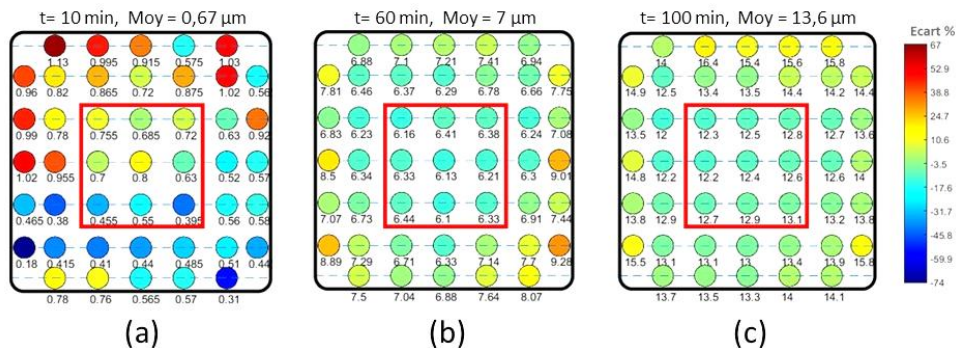 t= 10 min, Moy = 0,67 µm
t= 60 min, Moy = 7 µm
t= 100 min, Moy = 13,6 µm
Ecart %
1.13 0.995 0.915 0.575 1.03
0.96 0.82 0.865 0.72 0.875 1.02 0.56
0.99 0.78 0.755 0.685 0.72 0.63 0.92
1.02 0.955 0.7 0.8 0.63 0.52 0.57
0.465 0.38 0.455 0.55 0.395 0.56 0.58
0.18 0.415 0.41 0.44 0.485 0.51 0.44
0.78 0.76 0.565 0.57 0.31
(a)
6.88 7.1 7.21 7.41 6.94
7.81 6.46 6.37 6.29 6.78 6.66 7.75
6.83 6.23 6.16 6.41 6.38 6.24 7.08
8.5 6.34 6.33 6.13 6.21 6.3 9.01
7.07 6.73 6.44 6.1 6.33 6.91 7.44
8.89 7.29 6.71 6.33 7.14 7.7 9.28
7.5 7.04 6.88 7.64 8.07
(b)
14 16.4 15.4 15.6 15.8
14.9 12.5 13.4 13.5 14.4 14.2 14.4
13.5 12 12.3 12.5 12.8 12.7 13.6
14.8 12.2 12.2 12.4 12.6 12.6 14
13.8 12.9 12.7 12.9 13.1 13.2 13.8
15.5 13.1 13.1 13 13.4 13.9 15.8
13.7 13.5 13.3 14 14.1
(c)
67
52.9
38.8
24.7
10.6
-3.5
-17.6
-31.7
-45.8
-59.9
-74